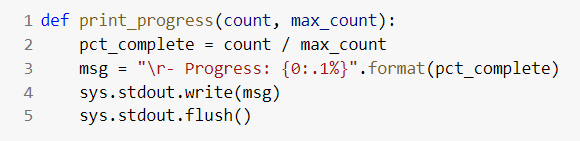 1 def print_progress(count, max_count):
2     pct_complete = count / max_count
3     msg = "\r- Progress: {0:.1%}".format(pct_complete)
4     sys.stdout.write(msg)
5     sys.stdout.flush()